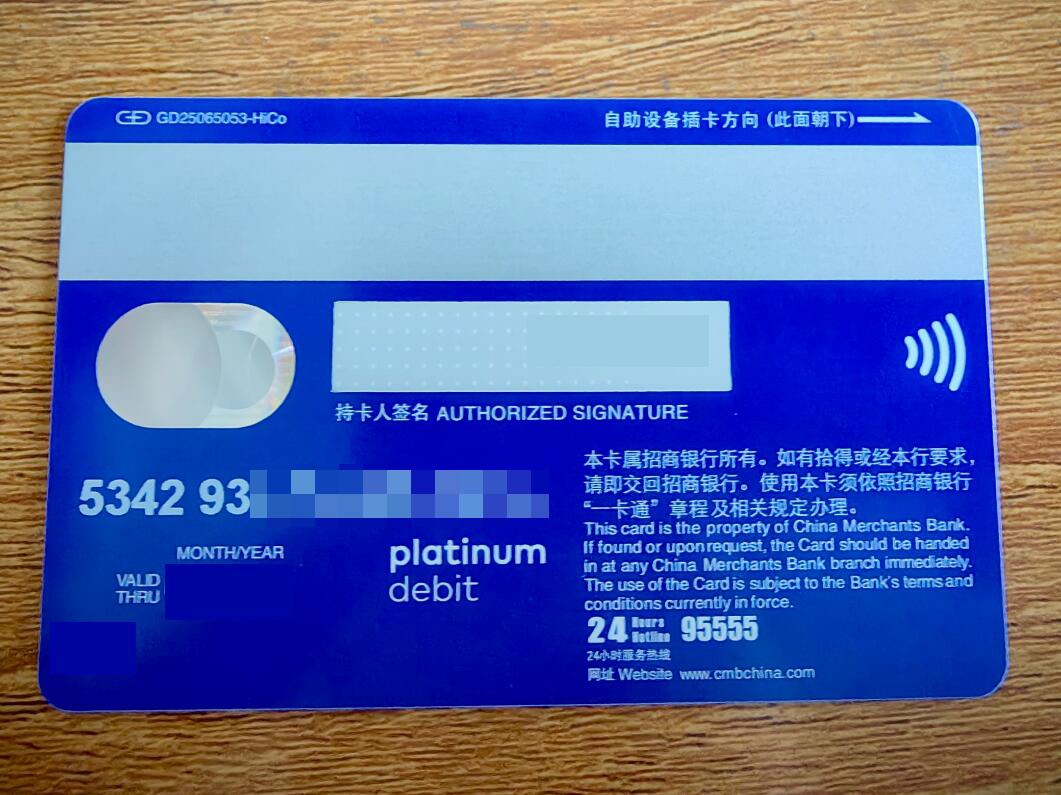 GD GD25065053-HiCo
自助设备插卡方向 (此面朝下)
持卡人签名 AUTHORIZED SIGNATURE
5342 93
MONTH/YEAR
VALID
THRU
platinum
debit
本卡属招商银行所有。如有拾得或经本行要求，
请即交回招商银行。使用本卡须依照招商银行
“一卡通”章程及相关规定办理。
This card is the property of China Merchants Bank.
If found or upon request, the Card should be handed
in at any China Merchants Bank branch immediately.
The use of the Card is subject to the Bank's terms and
conditions currently in force.
24 Hours Hotline 95555
24小时服务热线
网址 Website www.cmbchina.com